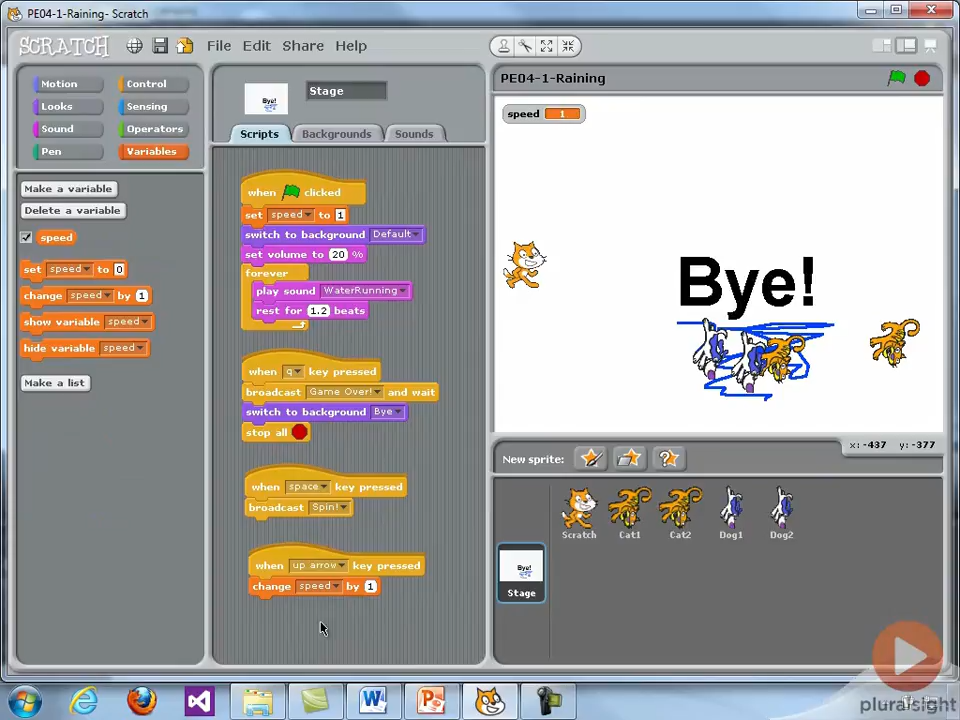 PE04-1-Raining- Scratch
SCRATCH File Edit Share Help
Motion Control
Looks Sensing
Sound Operators
Pen Variables
Make a variable
Delete a variable
speed
set speed to 0
change speed by 1
show variable speed
hide variable speed
Make a list
Stage
Bye!
Scripts Backgrounds Sounds
when clicked
set speed to 1
switch to background Default
set volume to 20 %
forever
play sound WaterRunning
rest for 1.2 beats
when q key pressed
broadcast Game Over! and wait
switch to background Bye
stop all
when space key pressed
broadcast Spin!
when up arrow key pressed
change speed by 1
PE04-1-Raining
speed 1
Bye!
x: -437 y: -377
New sprite:
Scratch Cat1 Cat2 Dog1 Dog2
Bye!
Stage
pluralsight